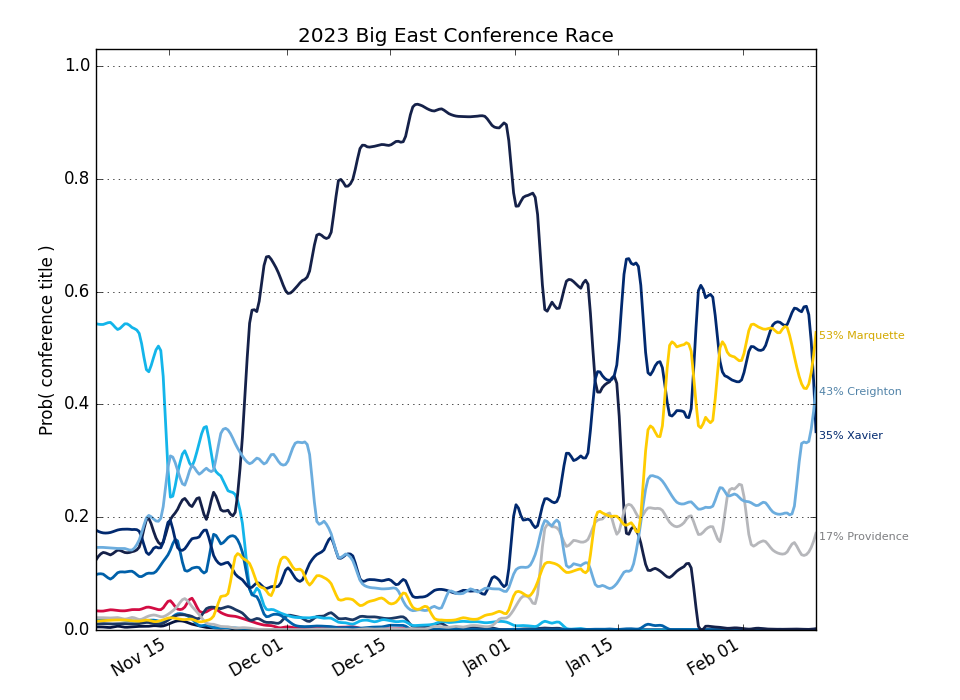 2023 Big East Conference Race
Prob( conference title )
1.0
0.8
0.6
0.4
0.2
0.0
Nov 15
Dec 01
Dec 15
Jan 01
Jan 15
Feb 01
53% Marquette
43% Creighton
35% Xavier
17% Providence